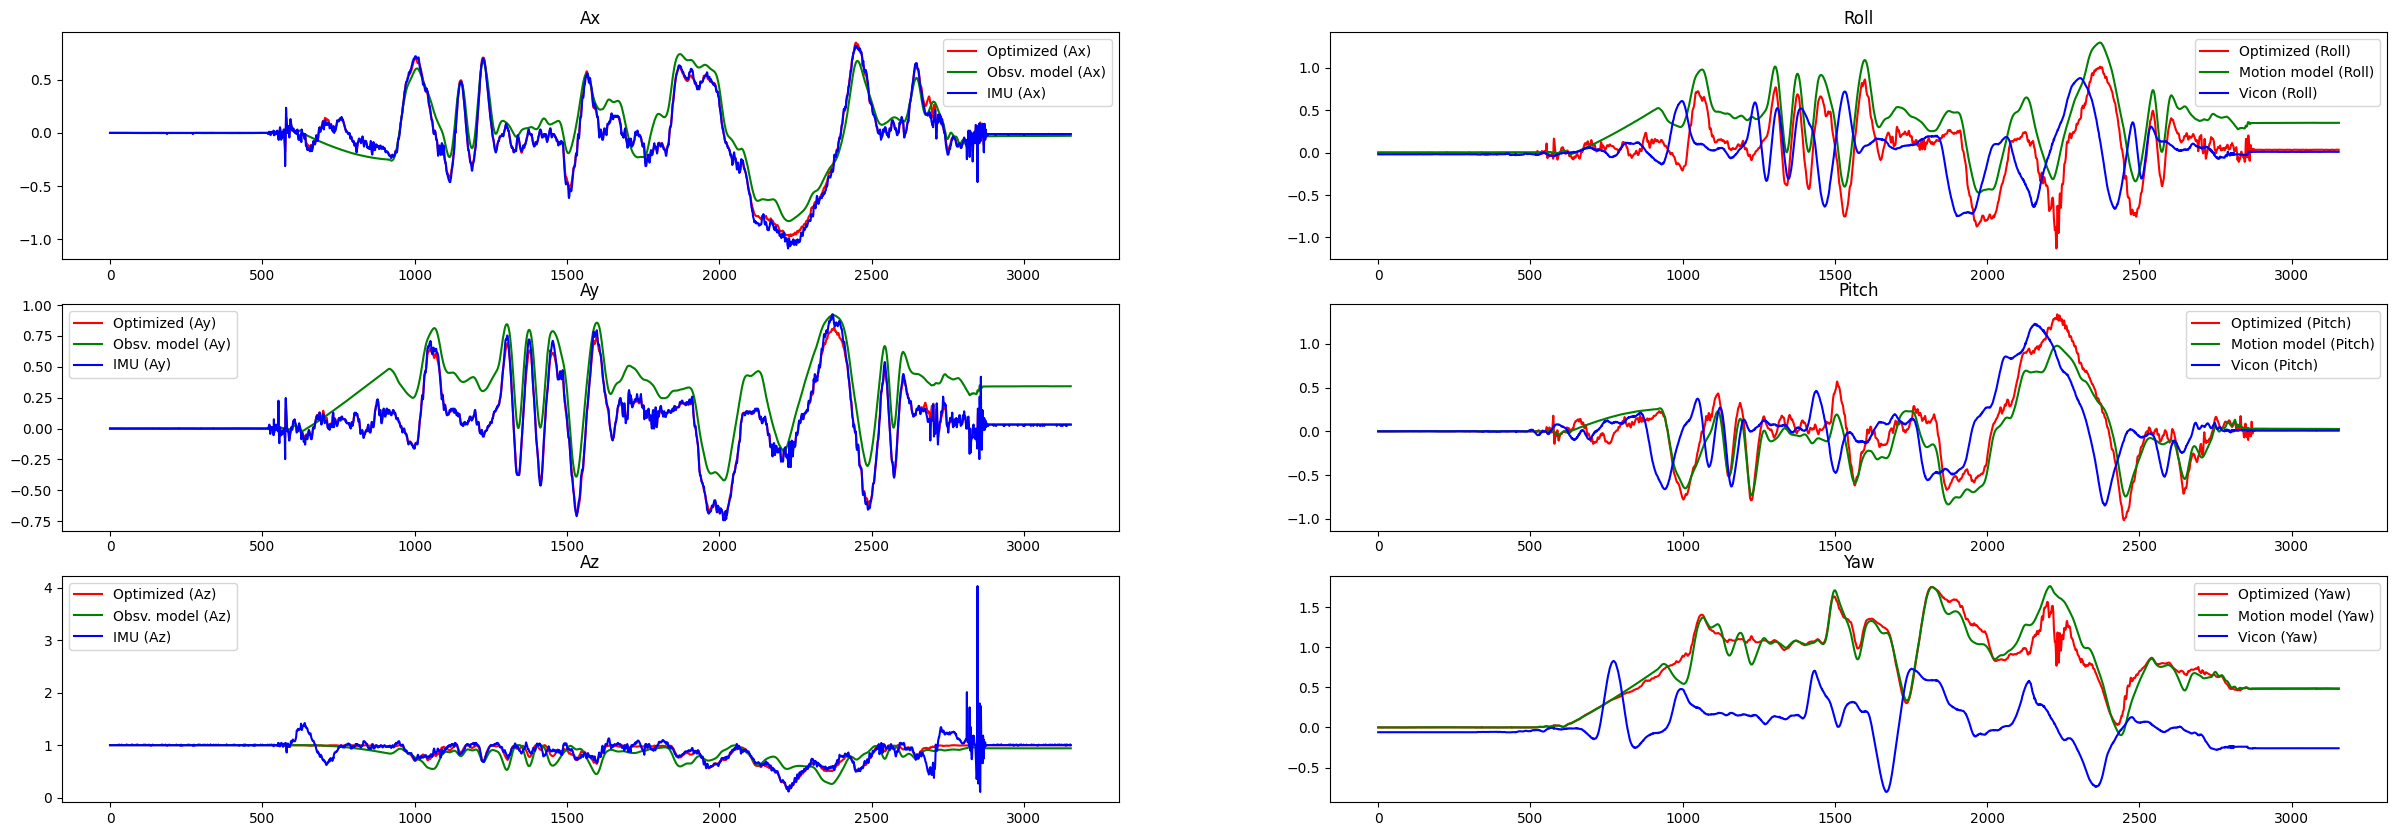 Ax
Optimized (Ax)
Obsv. model (Ax)
IMU (Ax)
0.5
0.0
−0.5
−1.0
0 500 1000 1500 2000 2500 3000
Roll
Optimized (Roll)
Motion model (Roll)
Vicon (Roll)
1.0
0.5
0.0
−0.5
−1.0
0 500 1000 1500 2000 2500 3000
Ay
Optimized (Ay)
Obsv. model (Ay)
IMU (Ay)
1.00
0.75
0.50
0.25
0.00
−0.25
−0.50
−0.75
0 500 1000 1500 2000 2500 3000
Pitch
Optimized (Pitch)
Motion model (Pitch)
Vicon (Pitch)
1.0
0.5
0.0
−0.5
−1.0
0 500 1000 1500 2000 2500 3000
Az
Optimized (Az)
Obsv. model (Az)
IMU (Az)
4
3
2
1
0
0 500 1000 1500 2000 2500 3000
Yaw
Optimized (Yaw)
Motion model (Yaw)
Vicon (Yaw)
1.5
1.0
0.5
0.0
−0.5
0 500 1000 1500 2000 2500 3000